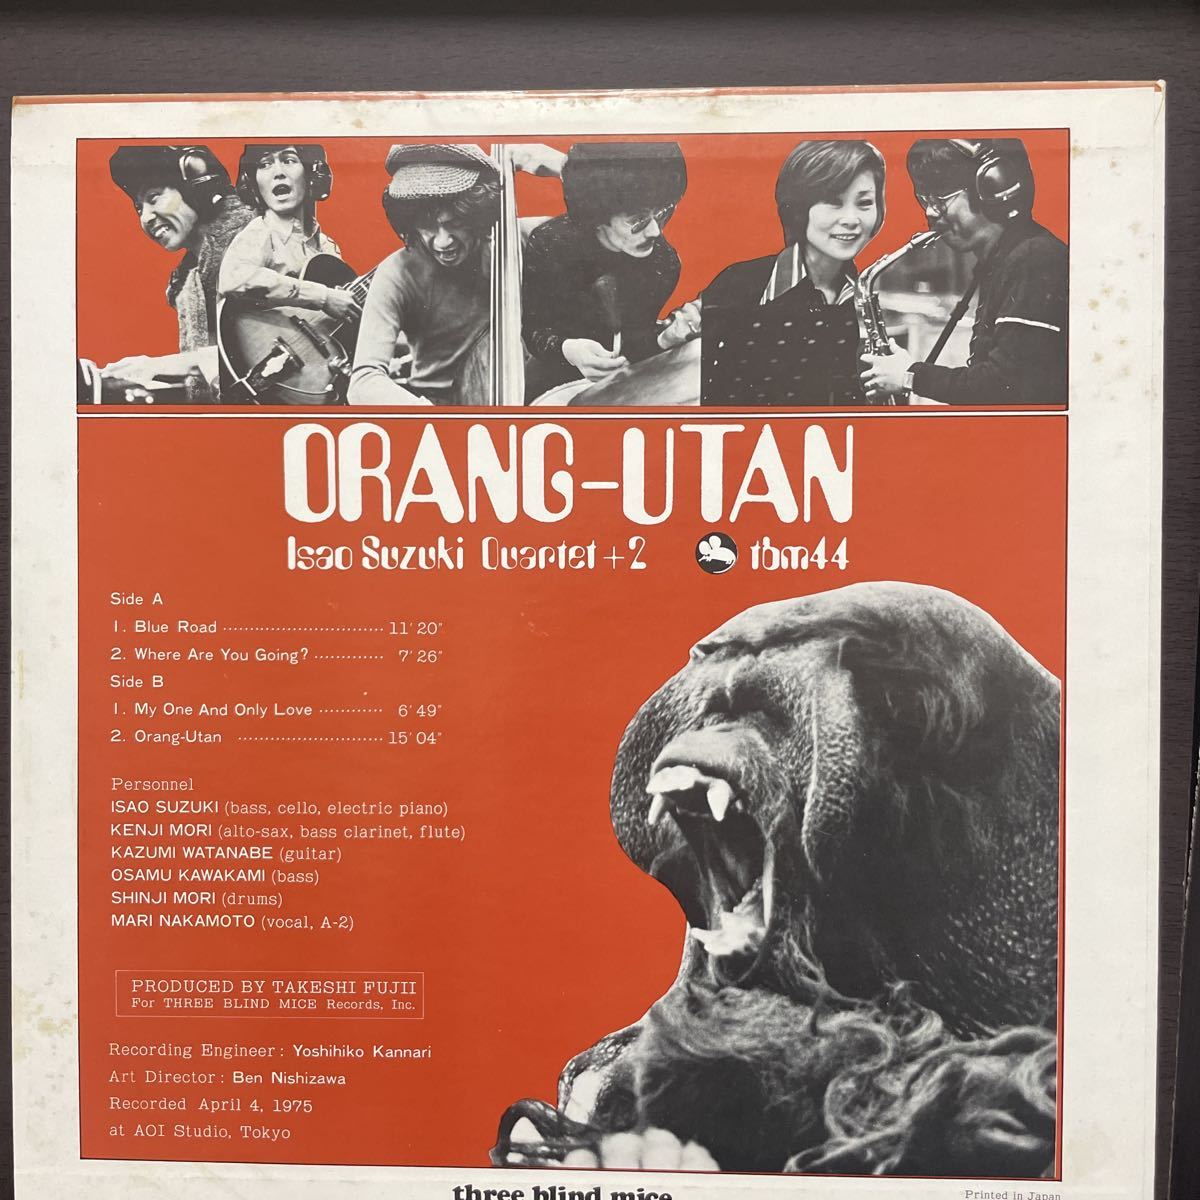 ORANG-UTAN
Isao Suzuki Quartet+2 tbm44
Side A
1. Blue Road ······························ 11'20"
2. Where Are You Going? ············· 7'26"
Side B
1. My One And Only Love ············ 6'49"
2. Orang-Utan ··························· 15'04"
Personnel
ISAO SUZUKI (bass, cello, electric piano)
KENJI MORI (alto-sax, bass clarinet, flute)
KAZUMI WATANABE (guitar)
OSAMU KAWAKAMI (bass)
SHINJI MORI (drums)
MARI NAKAMOTO (vocal, A-2)
PRODUCED BY TAKESHI FUJII
For THREE BLIND MICE Records, Inc.
Recording Engineer: Yoshihiko Kannari
Art Director: Ben Nishizawa
Recorded April 4, 1975
at AOI Studio, Tokyo
three blind mice
Printed in Japan